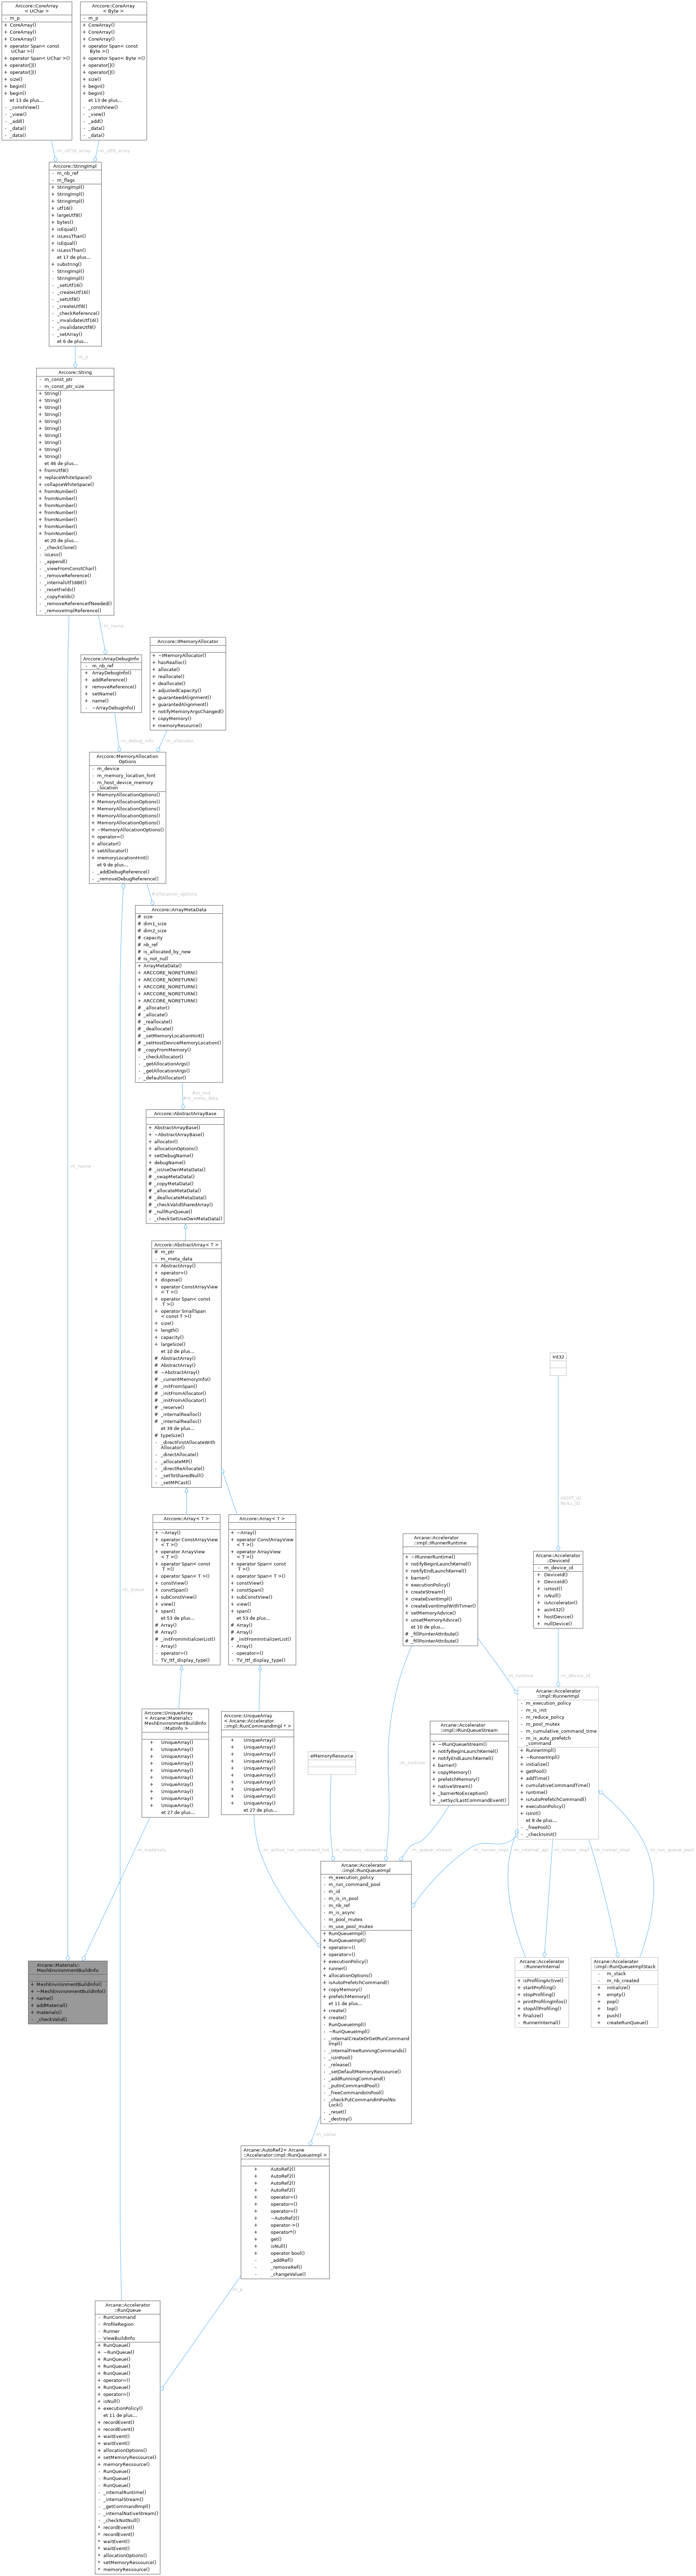 Arccore::CoreArray
< UChar >
- m_p
+ CoreArray()
+ CoreArray()
+ CoreArray()
+ operator Span< const
UChar >()
+ operator Span< UChar >()
+ operator[]()
+ operator[]()
+ size()
+ begin()
+ begin()
et 13 de plus...
- _constView()
- _view()
- _add()
- _data()
- _data()
Arccore::CoreArray
< Byte >
- m_p
+ CoreArray()
+ CoreArray()
+ CoreArray()
+ operator Span< const
Byte >()
+ operator Span< Byte >()
+ operator[]()
+ operator[]()
+ size()
+ begin()
+ begin()
et 13 de plus...
- _constView()
- _view()
- _add()
- _data()
- _data()
m_utf16_array
m_utf8_array
Arccore::StringImpl
- m_nb_ref
- m_flags
+ StringImpl()
+ StringImpl()
+ StringImpl()
+ utf16()
+ largeUtf8()
+ bytes()
+ isEqual()
+ isLessThan()
+ isEqual()
+ isLessThan()
et 17 de plus...
+ substring()
- StringImpl()
- StringImpl()
- _setUtf16()
- _createUtf16()
- _setUtf8()
- _createUtf8()
- _checkReference()
- _invalidateUtf16()
- _invalidateUtf8()
- _setArray()
et 6 de plus...
m_p
Arccore::String
- m_const_ptr
- m_const_ptr_size
+ String()
+ String()
+ String()
+ String()
+ String()
+ String()
+ String()
+ String()
+ String()
+ String()
et 46 de plus...
+ fromUtf8()
+ replaceWhiteSpace()
+ collapseWhiteSpace()
+ fromNumber()
+ fromNumber()
+ fromNumber()
+ fromNumber()
+ fromNumber()
+ fromNumber()
+ fromNumber()
et 20 de plus...
- _checkClone()
- isLess()
- _append()
- _viewFromConstChar()
- _removeReference()
- _internalUtf16BE()
- _resetFields()
- _copyFields()
- _removeReferenceIfNeeded()
- _removeImplReference()
m_name
Arccore::ArrayDebugInfo
- m_nb_ref
+ ArrayDebugInfo()
+ addReference()
+ removeReference()
+ setName()
+ name()
- ~ArrayDebugInfo()
Arccore::IMemoryAllocator
+ ~IMemoryAllocator()
+ hasRealloc()
+ allocate()
+ reallocate()
+ deallocate()
+ adjustedCapacity()
+ guaranteedAlignment()
+ guarantedAlignment()
+ notifyMemoryArgsChanged()
+ copyMemory()
+ memoryResource()
m_debug_info
m_allocator
Arccore::MemoryAllocation
Options
- m_device
- m_memory_location_hint
- m_host_device_memory
_location
+ MemoryAllocationOptions()
+ MemoryAllocationOptions()
+ MemoryAllocationOptions()
+ MemoryAllocationOptions()
+ MemoryAllocationOptions()
+ ~MemoryAllocationOptions()
+ operator=()
+ allocator()
+ setAllocator()
+ memoryLocationHint()
et 9 de plus...
- _addDebugReference()
- _removeDebugReference()
#allocation_options
Arccore::ArrayMetaData
# size
# dim1_size
# dim2_size
# capacity
# nb_ref
# is_allocated_by_new
# is_not_null
+ ArrayMetaData()
+ ARCCORE_NORETURN()
+ ARCCORE_NORETURN()
+ ARCCORE_NORETURN()
+ ARCCORE_NORETURN()
+ ARCCORE_NORETURN()
# _allocator()
# _allocate()
# _reallocate()
# _deallocate()
# _setMemoryLocationHint()
# _setHostDeviceMemoryLocation()
# _copyFromMemory()
- _checkAllocator()
- _getAllocationArgs()
- _getAllocationArgs()
- _defaultAllocator()
#m_md
#m_meta_data
Arccore::AbstractArrayBase
+ AbstractArrayBase()
+ ~AbstractArrayBase()
+ allocator()
+ allocationOptions()
+ setDebugName()
+ debugName()
# _isUseOwnMetaData()
# _swapMetaData()
# _copyMetaData()
# _allocateMetaData()
# _deallocateMetaData()
# _checkValidSharedArray()
# _nullRunQueue()
- _checkSetUseOwnMetaData()
m_name
Arccore::AbstractArray< T >
# m_ptr
- m_meta_data
+ AbstractArray()
+ operator=()
+ dispose()
+ operator ConstArrayView
< T >()
+ operator Span< const
T >()
+ operator SmallSpan
< const T >()
+ size()
+ length()
+ capacity()
+ largeSize()
et 10 de plus...
# AbstractArray()
# AbstractArray()
# ~AbstractArray()
# _currentMemoryInfo()
# _initFromSpan()
# _initFromAllocator()
# _initFromAllocator()
# _reserve()
# _internalRealloc()
# _internalRealloc()
et 39 de plus...
# typeSize()
- _directFirstAllocateWith
Allocator()
- _directAllocate()
- _allocateMP()
- _directReAllocate()
- _setToSharedNull()
- _setMPCast()
Arccore::Array< T >
+ ~Array()
+ operator ConstArrayView
< T >()
+ operator ArrayView
< T >()
+ operator Span< const
T >()
+ operator Span< T >()
+ constView()
+ constSpan()
+ subConstView()
+ view()
+ span()
et 53 de plus...
# Array()
# Array()
# _initFromInitializerList()
- Array()
- operator=()
- TV_ttf_display_type()
Arccore::Array< T >
+ ~Array()
+ operator ConstArrayView
< T >()
+ operator ArrayView
< T >()
+ operator Span< const
T >()
+ operator Span< T >()
+ constView()
+ constSpan()
+ subConstView()
+ view()
+ span()
et 53 de plus...
# Array()
# Array()
# _initFromInitializerList()
- Array()
- operator=()
- TV_ttf_display_type()
m_queue
Int32
HOST_ID
NULL_ID
Arcane::Accelerator
::DeviceId
- m_device_id
+ DeviceId()
+ DeviceId()
+ isHost()
+ isNull()
+ isAccelerator()
+ asInt32()
+ hostDevice()
+ nullDevice()
Arcane::Accelerator
::impl::IRunnerRuntime
+ ~IRunnerRuntime()
+ notifyBeginLaunchKernel()
+ notifyEndLaunchKernel()
+ barrier()
+ executionPolicy()
+ createStream()
+ createEventImpl()
+ createEventImplWithTimer()
+ setMemoryAdvice()
+ unsetMemoryAdvice()
et 10 de plus...
# _fillPointerAttribute()
# _fillPointerAttribute()
m_runtime
m_device_id
Arcane::Accelerator
::impl::RunnerImpl
- m_execution_policy
- m_is_init
- m_reduce_policy
- m_pool_mutex
- m_cumulative_command_time
- m_is_auto_prefetch
_command
+ RunnerImpl()
+ ~RunnerImpl()
+ initialize()
+ getPool()
+ addTime()
+ cumulativeCommandTime()
+ runtime()
+ isAutoPrefetchCommand()
+ executionPolicy()
+ isInit()
et 8 de plus...
- _freePool()
- _checkIsInit()
Arccore::UniqueArray
< Arcane::Materials::
MeshEnvironmentBuildInfo
::MatInfo >
+ UniqueArray()
+ UniqueArray()
+ UniqueArray()
+ UniqueArray()
+ UniqueArray()
+ UniqueArray()
+ UniqueArray()
+ UniqueArray()
+ UniqueArray()
+ UniqueArray()
et 27 de plus...
Arccore::UniqueArray
< Arcane::Accelerator
::impl::RunCommandImpl * >
+ UniqueArray()
+ UniqueArray()
+ UniqueArray()
+ UniqueArray()
+ UniqueArray()
+ UniqueArray()
+ UniqueArray()
+ UniqueArray()
+ UniqueArray()
+ UniqueArray()
et 27 de plus...
eMemoryResource
Arcane::Accelerator
::impl::IRunQueueStream
+ ~IRunQueueStream()
+ notifyBeginLaunchKernel()
+ notifyEndLaunchKernel()
+ barrier()
+ copyMemory()
+ prefetchMemory()
+ nativeStream()
+ _barrierNoException()
+ _setSyclLastCommandEvent()
m_runtime
m_materials
m_active_run_command_list
m_memory_ressource
m_queue_stream
m_runner_impl
m_internal_api
m_runner_impl
m_runner_impl
m_run_queue_pool
Arcane::Materials::
MeshEnvironmentBuildInfo
+ MeshEnvironmentBuildInfo()
+ ~MeshEnvironmentBuildInfo()
+ name()
+ addMaterial()
+ materials()
- _checkValid()
Arcane::Accelerator
::impl::RunQueueImpl
- m_execution_policy
- m_run_command_pool
- m_id
- m_is_in_pool
- m_nb_ref
- m_is_async
- m_pool_mutex
- m_use_pool_mutex
+ RunQueueImpl()
+ RunQueueImpl()
+ operator=()
+ operator=()
+ executionPolicy()
+ runner()
+ allocationOptions()
+ isAutoPrefetchCommand()
+ copyMemory()
+ prefetchMemory()
et 11 de plus...
+ create()
+ create()
- RunQueueImpl()
- ~RunQueueImpl()
- _internalCreateOrGetRunCommand
Impl()
- _internalFreeRunningCommands()
- _isInPool()
- _release()
- _setDefaultMemoryRessource()
- _addRunningCommand()
- _putInCommandPool()
- _freeCommandsInPool()
- _checkPutCommandInPoolNo
Lock()
- _reset()
- _destroy()
Arcane::Accelerator
::RunnerInternal
+ isProfilingActive()
+ startProfiling()
+ stopProfiling()
+ printProfilingInfos()
+ stopAllProfiling()
+ finalize()
- RunnerInternal()
Arcane::Accelerator
::impl::RunQueueImplStack
- m_stack
- m_nb_created
+ initialize()
+ empty()
+ pop()
+ top()
+ push()
+ createRunQueue()
m_value
Arcane::AutoRef2< Arcane
::Accelerator::impl::RunQueueImpl >
+ AutoRef2()
+ AutoRef2()
+ AutoRef2()
+ AutoRef2()
+ operator=()
+ operator=()
+ operator=()
+ ~AutoRef2()
+ operator->()
+ operator*()
+ get()
+ isNull()
+ operator bool()
- _addRef()
- _removeRef()
- _changeValue()
m_p
Arcane::Accelerator
::RunQueue
- RunCommand
- ProfileRegion
- Runner
- ViewBuildInfo
+ RunQueue()
+ ~RunQueue()
+ RunQueue()
+ RunQueue()
+ RunQueue()
+ operator=()
+ RunQueue()
+ operator=()
+ isNull()
+ executionPolicy()
et 11 de plus...
+ recordEvent()
+ recordEvent()
+ waitEvent()
+ waitEvent()
+ allocationOptions()
+ setMemoryRessource()
+ memoryRessource()
- RunQueue()
- RunQueue()
- RunQueue()
- _internalRuntime()
- _internalStream()
- _getCommandImpl()
- _internalNativeStream()
- _checkNotNull()
* recordEvent()
* recordEvent()
* waitEvent()
* waitEvent()
* allocationOptions()
* setMemoryRessource()
* memoryRessource()